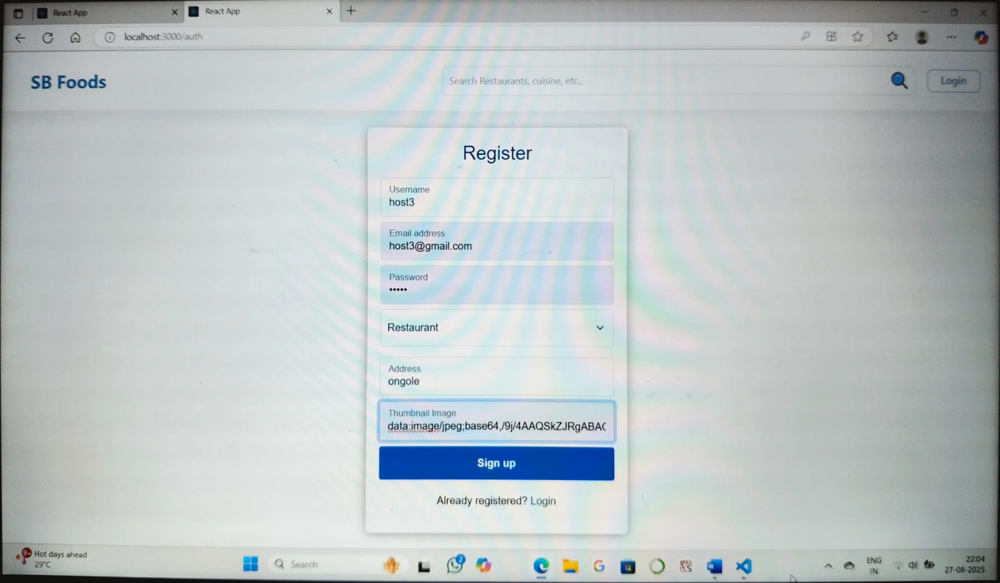 React App
React App
localhost:3000/auth
SB Foods
Search Restaurants, cuisine, etc.,
Login
Register
Username
host3
Email address
host3@gmail.com
Password
•••••
Restaurant
Address
ongole
Thumbnail Image
data:image/jpeg;base64,/9j/4AAQSkZJRgABA
Sign up
Already registered? Login
9+
Hot days ahead
29°C
Search
2
ENG
IN
22:04
27-08-2025